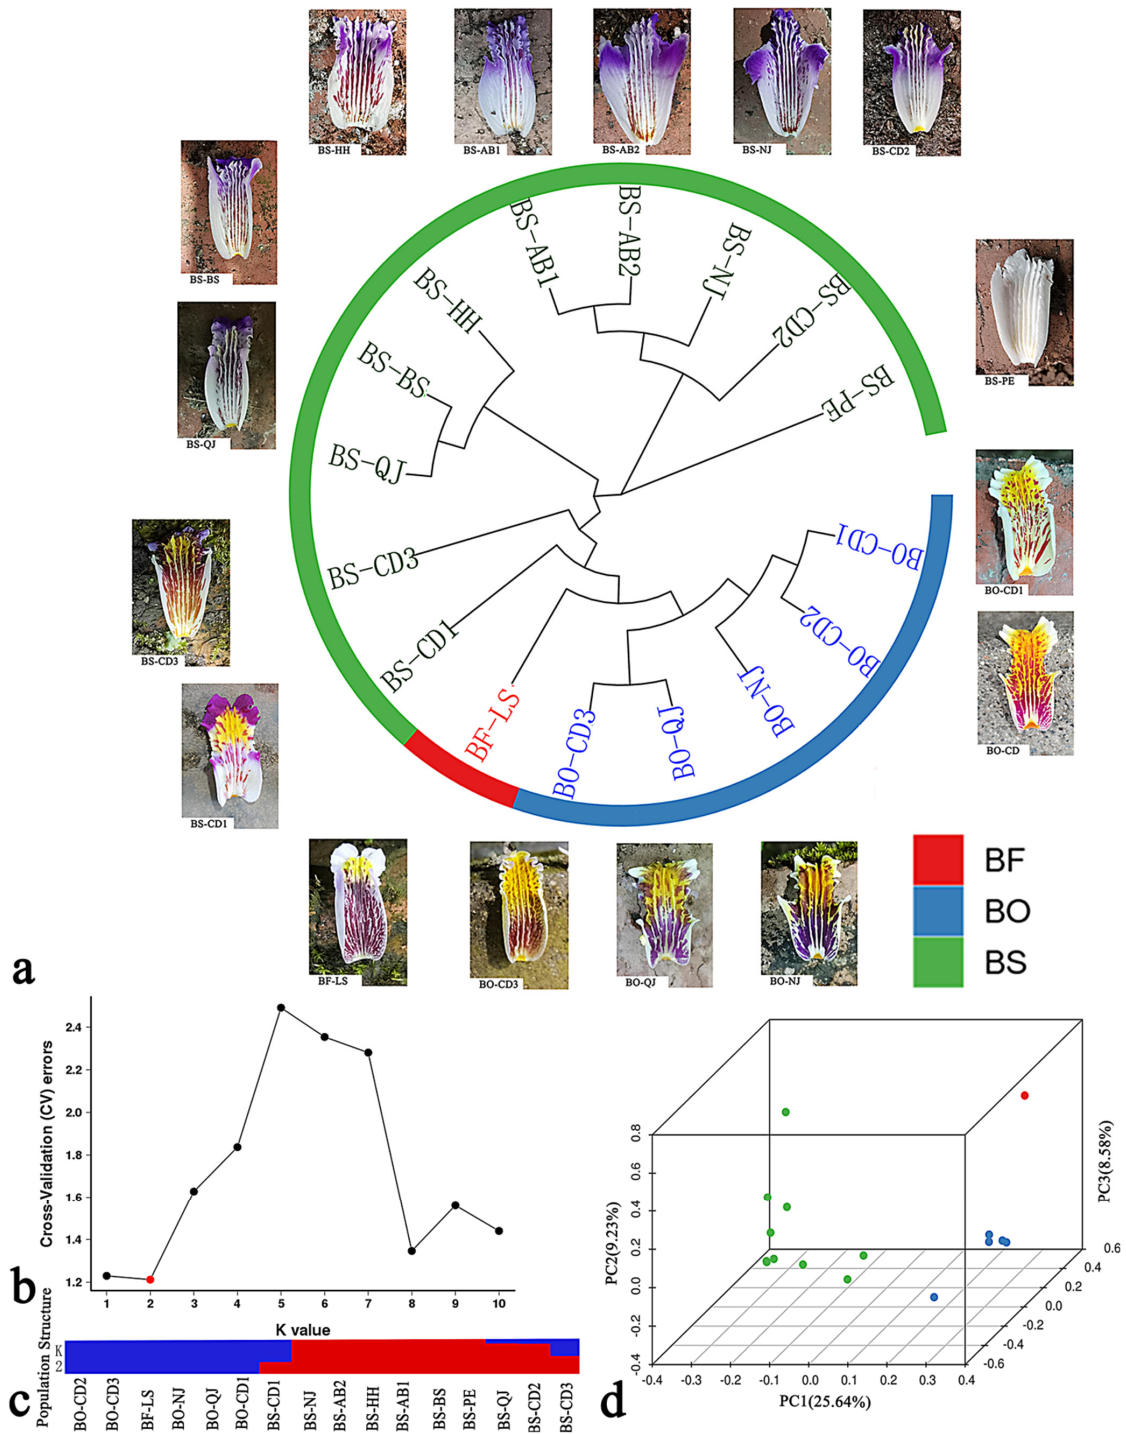 BS-HH
BS-AB1
BS-AB2
BS-NJ
BS-CD2
BS-BS
BS-QJ
BS-PE
BS-CD3
BS-CD1
BO-CD1
BO-CD
BF-LS
BO-CD3
BO-QJ
BO-NJ
BS-AB1
BS-AB2
BS-NJ
BS-CD2
BS-PE
BS-HH
BS-BS
BS-QJ
BS-CD3
BS-CD1
BF-LS
BO-CD3
BO-QJ
BO-NJ
BO-CD2
BO-CD1
BF
BO
BS
a
Cross-Validation (CV) errors
2.4
2.2
2.0
1.8
1.6
1.4
1.2
1 2 3 4 5 6 7 8 9 10
K value
b
Population Structure
K
2
BO-CD2 BO-CD3 BF-LS BO-NJ BO-QJ BO-CD1 BS-CD1 BS-NJ BS-AB2 BS-HH BS-AB1 BS-BS BS-PE BS-QJ BS-CD2 BS-CD3
c
PC2(9.23%)
0.8
0.6
0.4
0.2
0.0
-0.2
-0.4
-0.4 -0.3 -0.2 -0.1 0.0 0.1 0.2 0.3 0.4
PC1(25.64%)
PC3(8.58%)
0.6
0.4
0.2
0.0
-0.2
-0.4
-0.6
d